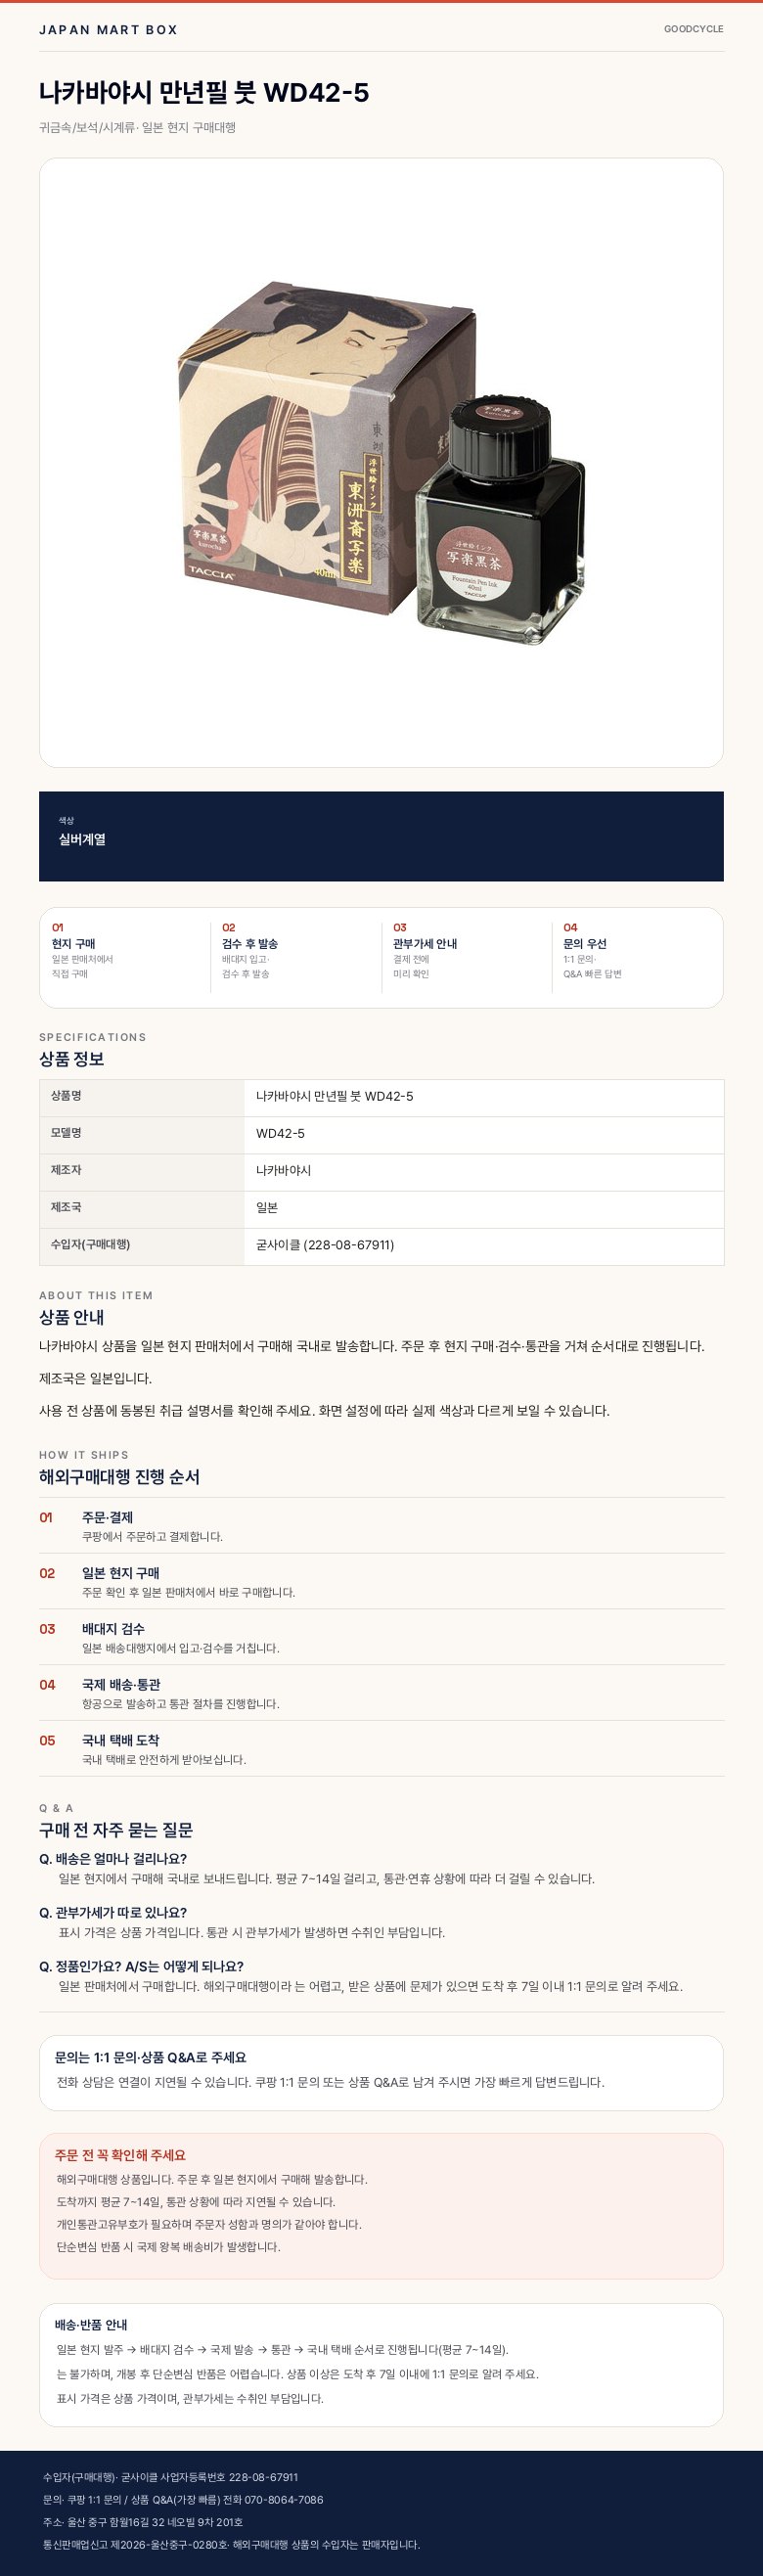 JAPAN MART BOX
GOODCYCLE
나카바야시 만년필 붓 WD42-5
귀금속/보석/시계류· 일본 현지 구매대행
浮世絵インク
東洲斎写楽
写楽黒茶
kurocha
40ml
TACCIA
写楽黒茶
浮世絵インク
写楽黒茶
Fountain Pen Ink
40ml
TACCIA
색상
실버계열
01
현지 구매
일본 판매처에서
직접 구매
02
검수 후 발송
배대지 입고·
검수 후 발송
03
관부가세 안내
결제 전에
미리 확인
04
문의 우선
1:1 문의·
Q&A 빠른 답변
SPECIFICATIONS
상품 정보
상품명 나카바야시 만년필 붓 WD42-5
모델명 WD42-5
제조자 나카바야시
제조국 일본
수입자(구매대행) 굳사이클 (228-08-67911)
ABOUT THIS ITEM
상품 안내
나카바야시 상품을 일본 현지 판매처에서 구매해 국내로 발송합니다. 주문 후 현지 구매·검수·통관을 거쳐 순서대로 진행됩니다.
제조국은 일본입니다.
사용 전 상품에 동봉된 취급 설명서를 확인해 주세요. 화면 설정에 따라 실제 색상과 다르게 보일 수 있습니다.
HOW IT SHIPS
해외구매대행 진행 순서
01 주문·결제
쿠팡에서 주문하고 결제합니다.
02 일본 현지 구매
주문 확인 후 일본 판매처에서 바로 구매합니다.
03 배대지 검수
일본 배송대행지에서 입고·검수를 거칩니다.
04 국제 배송·통관
항공으로 발송하고 통관 절차를 진행합니다.
05 국내 택배 도착
국내 택배로 안전하게 받아보십니다.
Q & A
구매 전 자주 묻는 질문
Q. 배송은 얼마나 걸리나요?
일본 현지에서 구매해 국내로 보내드립니다. 평균 7~14일 걸리고, 통관·연휴 상황에 따라 더 걸릴 수 있습니다.
Q. 관부가세가 따로 있나요?
표시 가격은 상품 가격입니다. 통관 시 관부가세가 발생하면 수취인 부담입니다.
Q. 정품인가요? A/S는 어떻게 되나요?
일본 판매처에서 구매합니다. 해외구매대행이라 는 어렵고, 받은 상품에 문제가 있으면 도착 후 7일 이내 1:1 문의로 알려 주세요.
문의는 1:1 문의·상품 Q&A로 주세요
전화 상담은 연결이 지연될 수 있습니다. 쿠팡 1:1 문의 또는 상품 Q&A로 남겨 주시면 가장 빠르게 답변드립니다.
주문 전 꼭 확인해 주세요
해외구매대행 상품입니다. 주문 후 일본 현지에서 구매해 발송합니다.
도착까지 평균 7~14일, 통관 상황에 따라 지연될 수 있습니다.
개인통관고유부호가 필요하며 주문자 성함과 명의가 같아야 합니다.
단순변심 반품 시 국제 왕복 배송비가 발생합니다.
배송·반품 안내
일본 현지 발주 → 배대지 검수 → 국제 발송 → 통관 → 국내 택배 순서로 진행됩니다(평균 7~14일).
는 불가하며, 개봉 후 단순변심 반품은 어렵습니다. 상품 이상은 도착 후 7일 이내에 1:1 문의로 알려 주세요.
표시 가격은 상품 가격이며, 관부가세는 수취인 부담입니다.
수입자(구매대행)· 굳사이클 사업자등록번호 228-08-67911
문의· 쿠팡 1:1 문의 / 상품 Q&A(가장 빠름) 전화 070-8064-7086
주소· 울산 중구 함월16길 32 네오빌 9차 201호
통신판매업신고 제2026-울산중구-0280호· 해외구매대행 상품의 수입자는 판매자입니다.